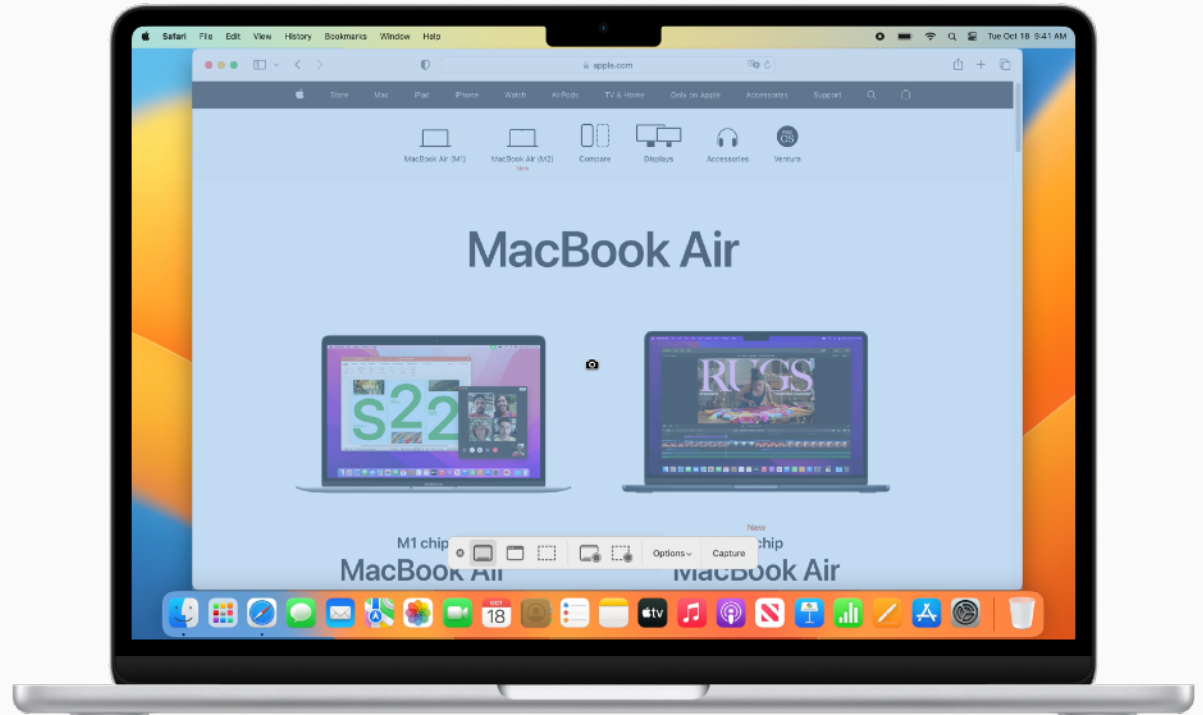 Safari File Edit View History Bookmarks Window Help Tue Oct 18 9:41 AM
apple.com
Store Mac iPad iPhone Watch AirPods TV & Home Only on Apple Accessories Support
MacBook Air (M1) MacBook Air (M2) Compare Displays Accessories Ventura
New
MacBook Air
RUGS
S22
New
M1 chip chip
Options Capture
MacBook Air MacBook Air
OCT
18 tv